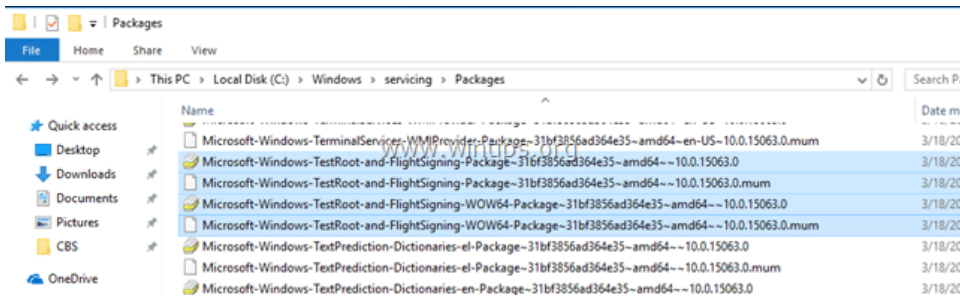 Packages
File Home Share View
This PC > Local Disk (C:) > Windows > servicing > Packages Search P
Name Date m
Quick access
Microsoft-Windows-TerminalServices-WMIProvider-Package~31bf3856ad364e35~amd64~en-US~10.0.15063.0.mum 3/18/20
www.wintips.org
Desktop
Microsoft-Windows-TestRoot-and-FlightSigning-Package~31bf3856ad364e35~amd64~~10.0.15063.0 3/18/20
Downloads
Microsoft-Windows-TestRoot-and-FlightSigning-Package~31bf3856ad364e35~amd64~~10.0.15063.0.mum 3/18/20
Documents
Microsoft-Windows-TestRoot-and-FlightSigning-WOW64-Package~31bf3856ad364e35~amd64~~10.0.15063.0 3/18/20
Pictures
Microsoft-Windows-TestRoot-and-FlightSigning-WOW64-Package~31bf3856ad364e35~amd64~~10.0.15063.0.mum 3/18/20
CBS
Microsoft-Windows-TextPrediction-Dictionaries-el-Package~31bf3856ad364e35~amd64~~10.0.15063.0 3/18/20
Microsoft-Windows-TextPrediction-Dictionaries-el-Package~31bf3856ad364e35~amd64~~10.0.15063.0.mum 3/18/20
OneDrive
Microsoft-Windows-TextPrediction-Dictionaries-en-Package~31bf3856ad364e35~amd64~~10.0.15063.0 3/18/20